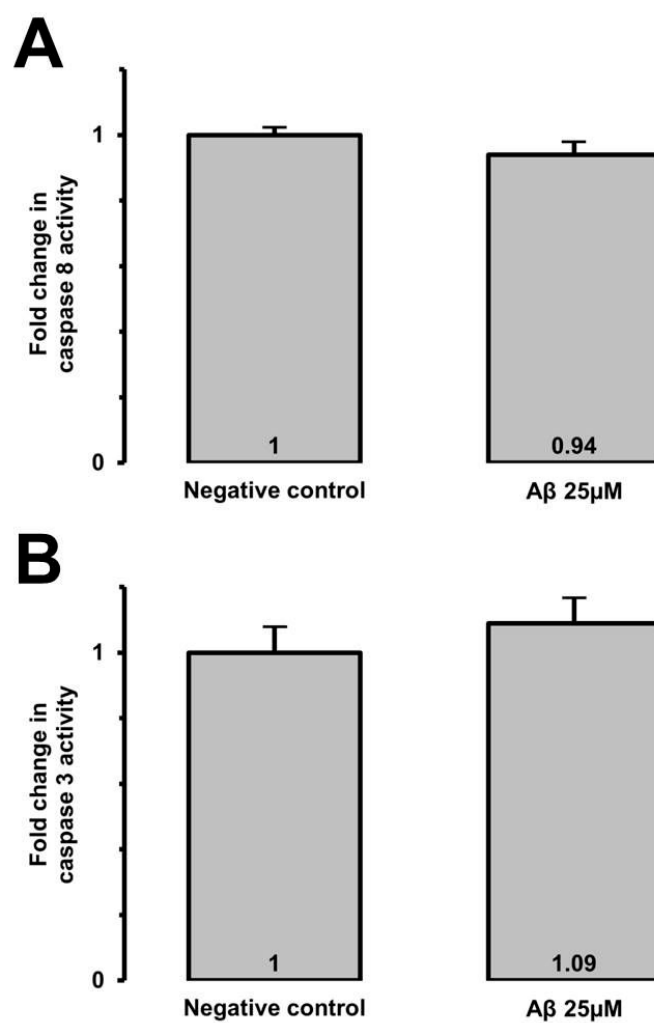 A
Fold change in
caspase 8 activity
1
0
1
0.94
Negative control
Aβ 25μM
B
Fold change in
caspase 3 activity
1
0
1
1.09
Negative control
Aβ 25μM